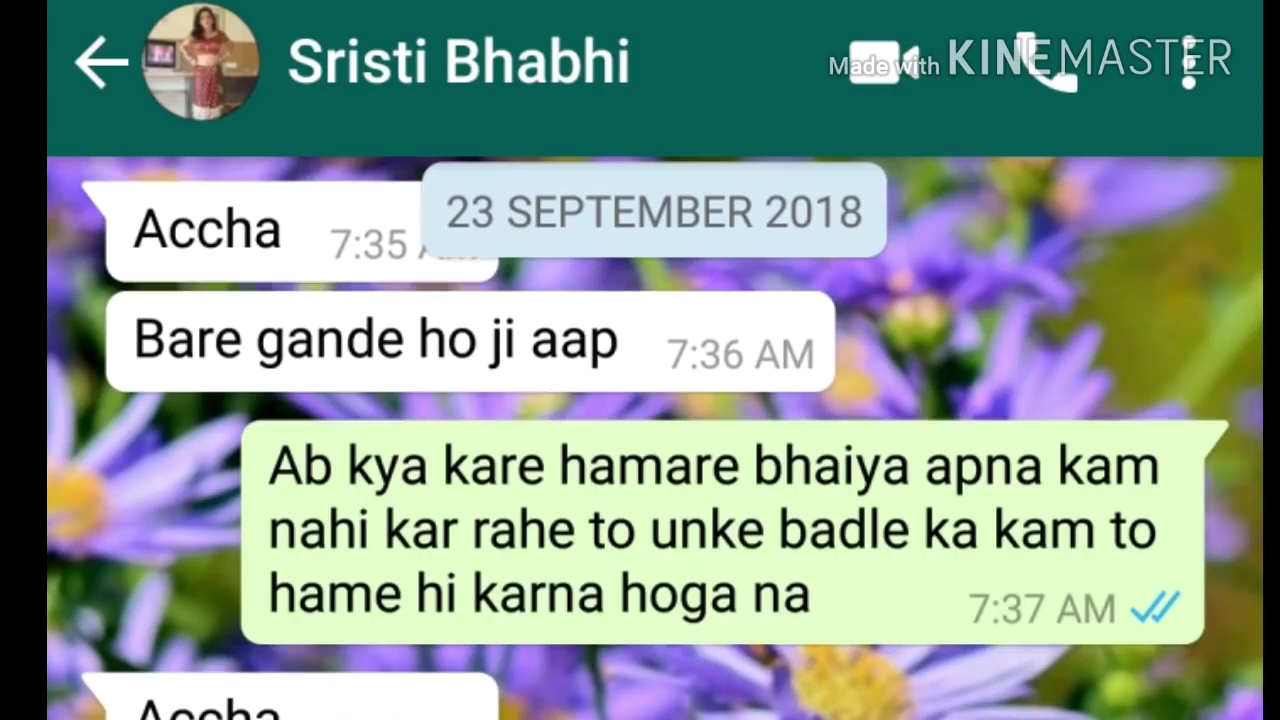 Sristi Bhabhi
Made with KINEMASTER
23 SEPTEMBER 2018
Accha 7:35
Bare gande ho ji aap 7:36 AM
Ab kya kare hamare bhaiya apna kam
nahi kar rahe to unke badle ka kam to
hame hi karna hoga na 7:37 AM
Accha